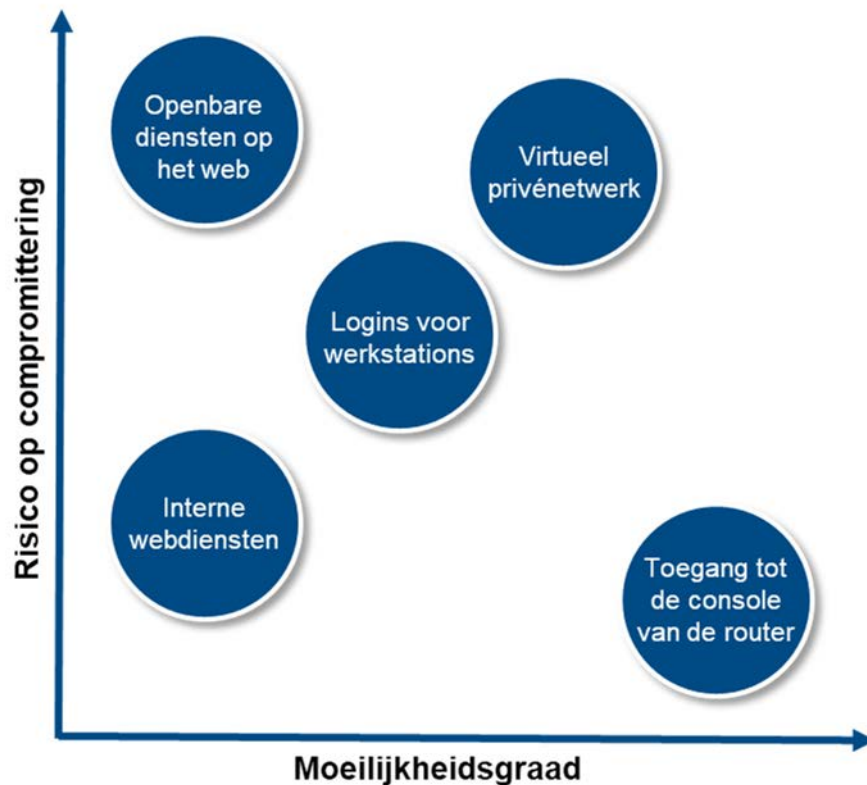 Openbare
diensten op
het web
Virtueel
privénetwerk
Logins voor
werkstations
Interne
webdiensten
Toegang tot
de console
van de router
Risico op compromittering
Moeilijkheidsgraad